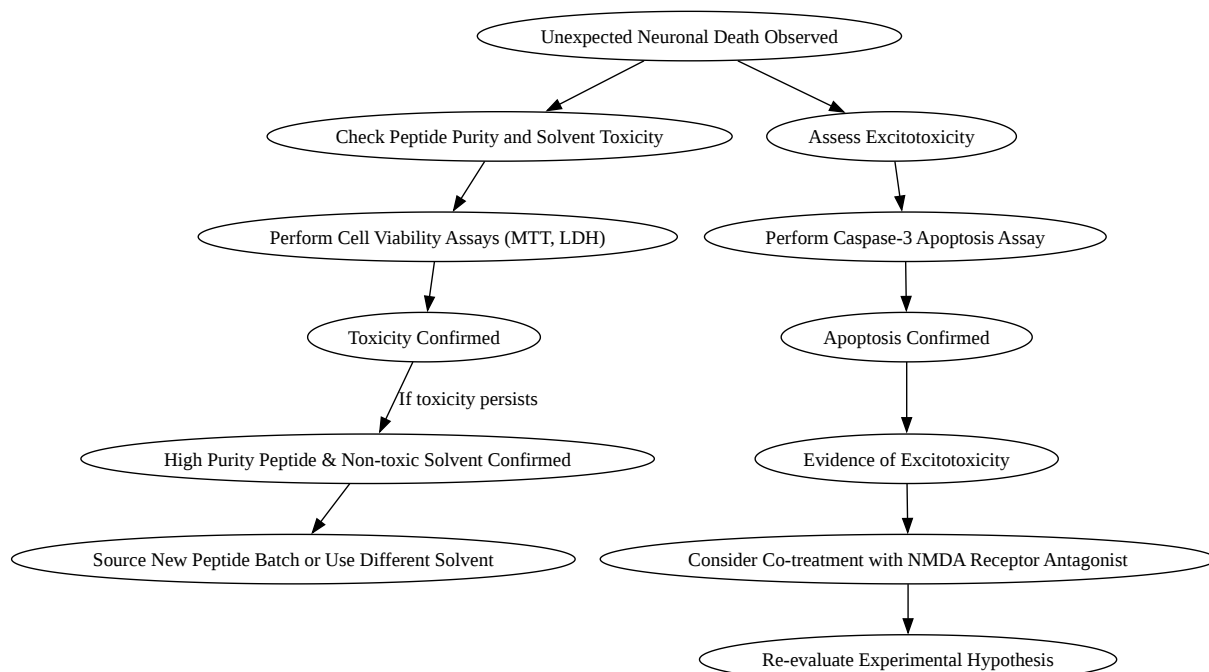 Unexpected Neuronal Death Observed
Check Peptide Purity and Solvent Toxicity
Assess Excitotoxicity
Perform Cell Viability Assays (MTT, LDH)
Perform Caspase-3 Apoptosis Assay
Toxicity Confirmed
Apoptosis Confirmed
If toxicity persists
High Purity Peptide & Non-toxic Solvent Confirmed
Evidence of Excitotoxicity
Source New Peptide Batch or Use Different Solvent
Consider Co-treatment with NMDA Receptor Antagonist
Re-evaluate Experimental Hypothesis